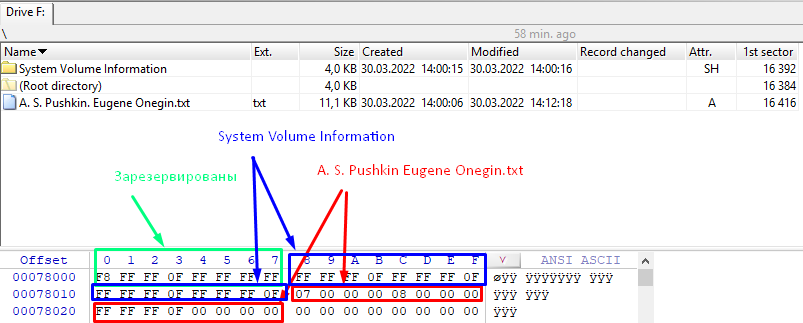 Drive F:
\ 58 min. ago
Name Ext. Size Created Modified Record changed Attr. 1st sector
System Volume Information 4,0 KB 30.03.2022 14:00:15 30.03.2022 14:00:16 SH 16 392
(Root directory) 4,0 KB 16 384
A. S. Pushkin. Eugene Onegin.txt txt 11,1 KB 30.03.2022 14:00:06 30.03.2022 14:12:18 A 16 416
System Volume Information
Зарезервированы
A. S. Pushkin Eugene Onegin.txt
Offset 0 1 2 3 4 5 6 7 8 9 A B C D E F ANSI ASCII
00078000 F8 FF FF 0F FF FF FF FF FF FF FF 0F FF FF FF 0F øÿÿ ÿÿÿÿÿÿÿ ÿÿÿ
00078010 FF FF FF 0F FF FF FF 0F 07 00 00 00 08 00 00 00 ÿÿÿ ÿÿÿ
00078020 FF FF FF 0F 00 00 00 00 00 00 00 00 00 00 00 00 ÿÿÿ